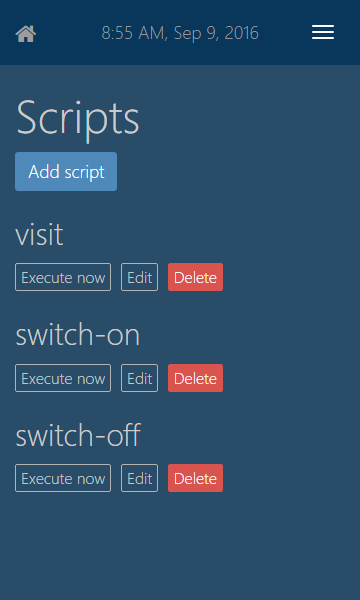 8:55 AM, Sep 9, 2016
Scripts
Add script
visit
Execute now Edit Delete
switch-on
Execute now Edit Delete
switch-off
Execute now Edit Delete